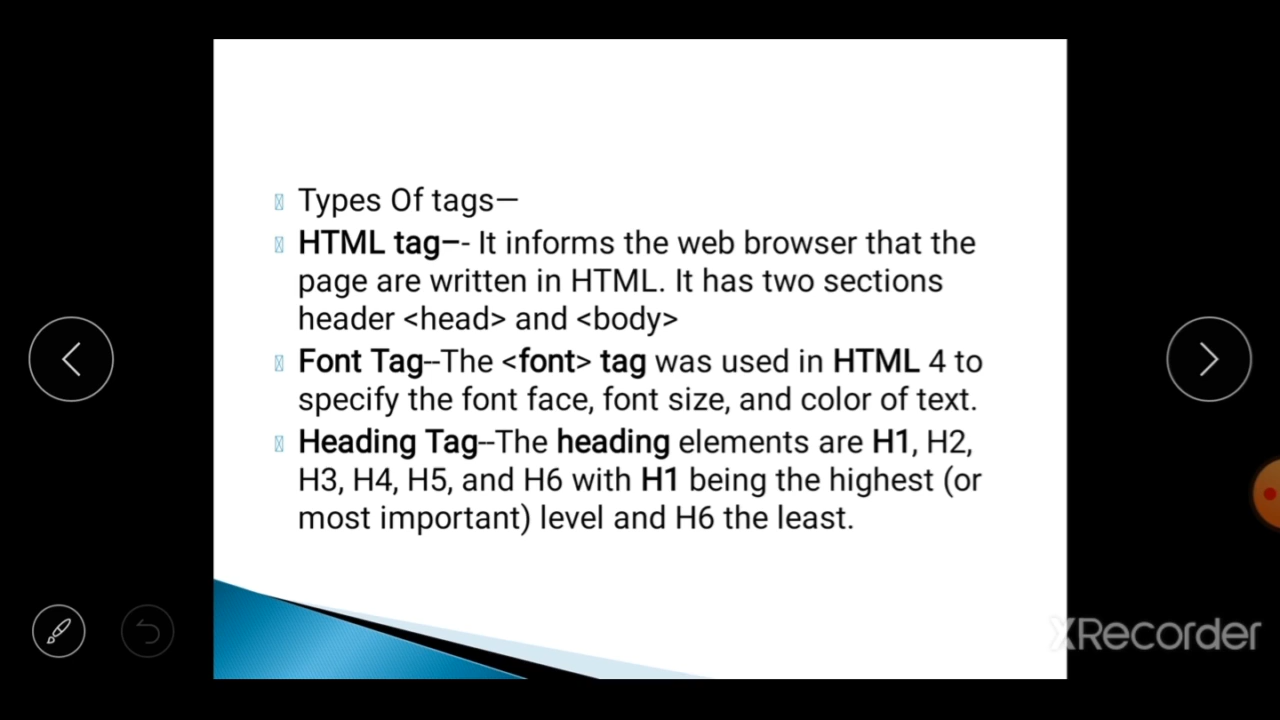 Types Of tags—
HTML tag–- It informs the web browser that the
page are written in HTML. It has two sections
header <head> and <body>
Font Tag--The <font> tag was used in HTML 4 to
specify the font face, font size, and color of text.
Heading Tag--The heading elements are H1, H2,
H3, H4, H5, and H6 with H1 being the highest (or
most important) level and H6 the least.
XRecorder